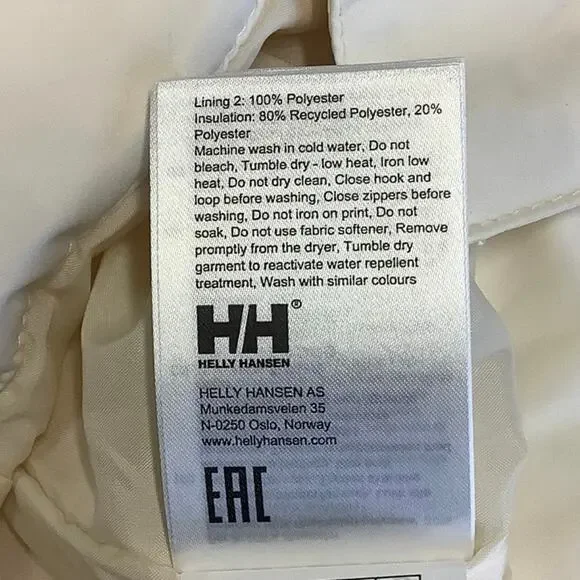 Lining 2: 100% Polyester
Insulation: 80% Recycled Polyester, 20%
Polyester
Machine wash in cold water, Do not
bleach, Tumble dry - low heat, Iron low
heat, Do not dry clean, Close hook and
loop before washing, Close zippers before
washing, Do not iron on print, Do not
soak, Do not use fabric softener, Remove
promptly from the dryer, Tumble dry
garment to reactivate water repellent
treatment, Wash with similar colours
H/H®
HELLY HANSEN
HELLY HANSEN AS
Munkedamsveien 35
N-0250 Oslo, Norway
www.hellyhansen.com
EAC